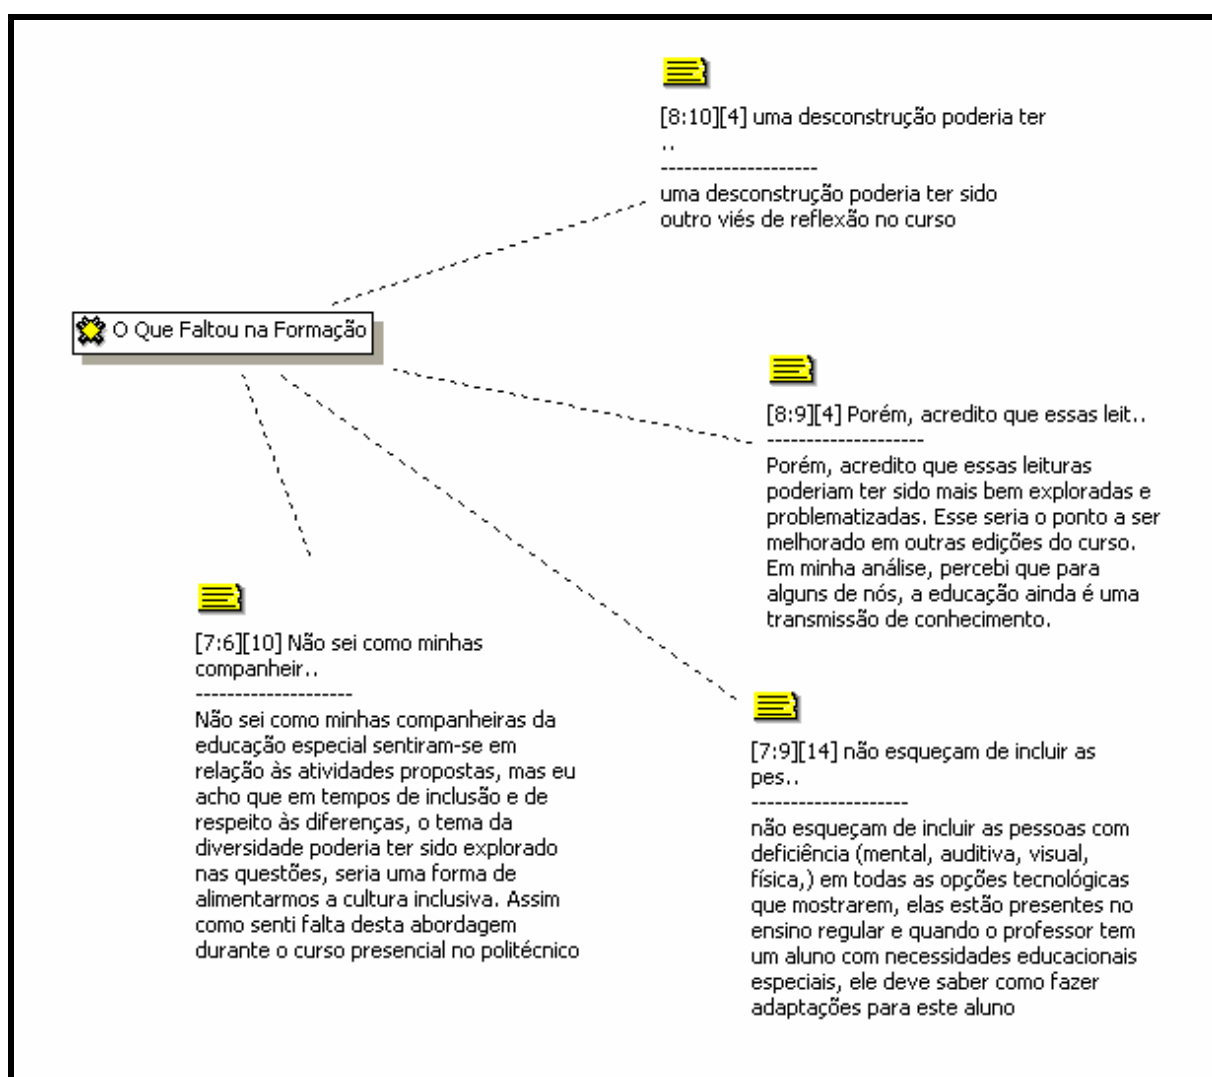 [8:10][4] uma desconstrução poderia ter
..
--------------------
uma desconstrução poderia ter sido
outro viés de reflexão no curso
O Que Faltou na Formação
[8:9][4] Porém, acredito que essas leit..
--------------------
Porém, acredito que essas leituras
poderiam ter sido mais bem exploradas e
problematizadas. Esse seria o ponto a ser
melhorado em outras edições do curso.
Em minha análise, percebi que para
alguns de nós, a educação ainda é uma
transmissão de conhecimento.
[7:6][10] Não sei como minhas
companheir..
--------------------
Não sei como minhas companheiras da
educação especial sentiram-se em
relação às atividades propostas, mas eu
acho que em tempos de inclusão e de
respeito às diferenças, o tema da
diversidade poderia ter sido explorado
nas questões, seria uma forma de
alimentarmos a cultura inclusiva. Assim
como senti falta desta abordagem
durante o curso presencial no politécnico
[7:9][14] não esqueçam de incluir as
pes..
--------------------
não esqueçam de incluir as pessoas com
deficiência (mental, auditiva, visual,
física,) em todas as opções tecnológicas
que mostrarem, elas estão presentes no
ensino regular e quando o professor tem
um aluno com necessidades educacionais
especiais, ele deve saber como fazer
adaptações para este aluno